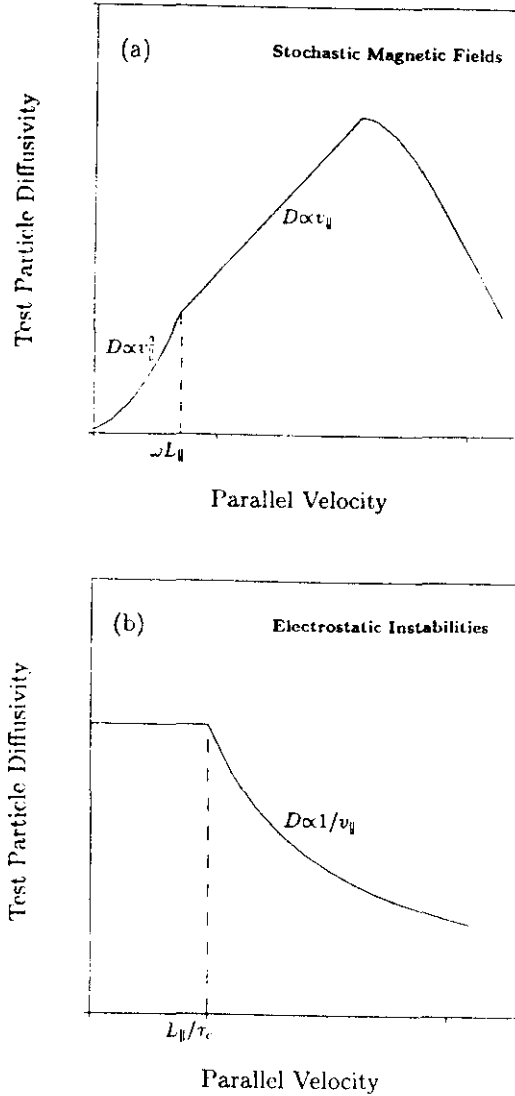 (a)
Stochastic Magnetic Fields
Test Particle Diffusivity
D∝v∥
D∝v∥²
ωL∥
Parallel Velocity
(b)
Electrostatic Instabilities
Test Particle Diffusivity
D∝1/v∥
L∥/τc
Parallel Velocity